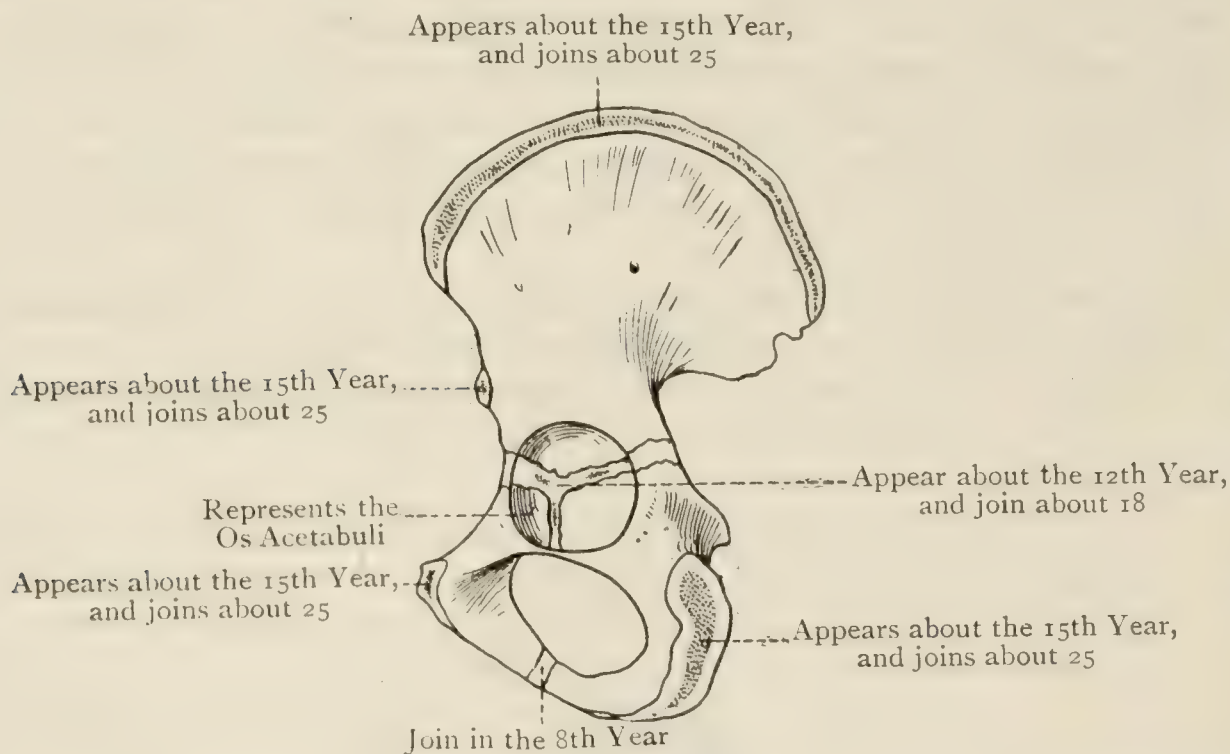 Appears about the 15th Year,
and joins about 25
Appears about the 15th Year,
and joins about 25
Appear about the 12th Year,
and join about 18
Represents the
Os Acetabuli
Appears about the 15th Year,
and joins about 25
Appears about the 15th Year,
and joins about 25
Join in the 8th Year